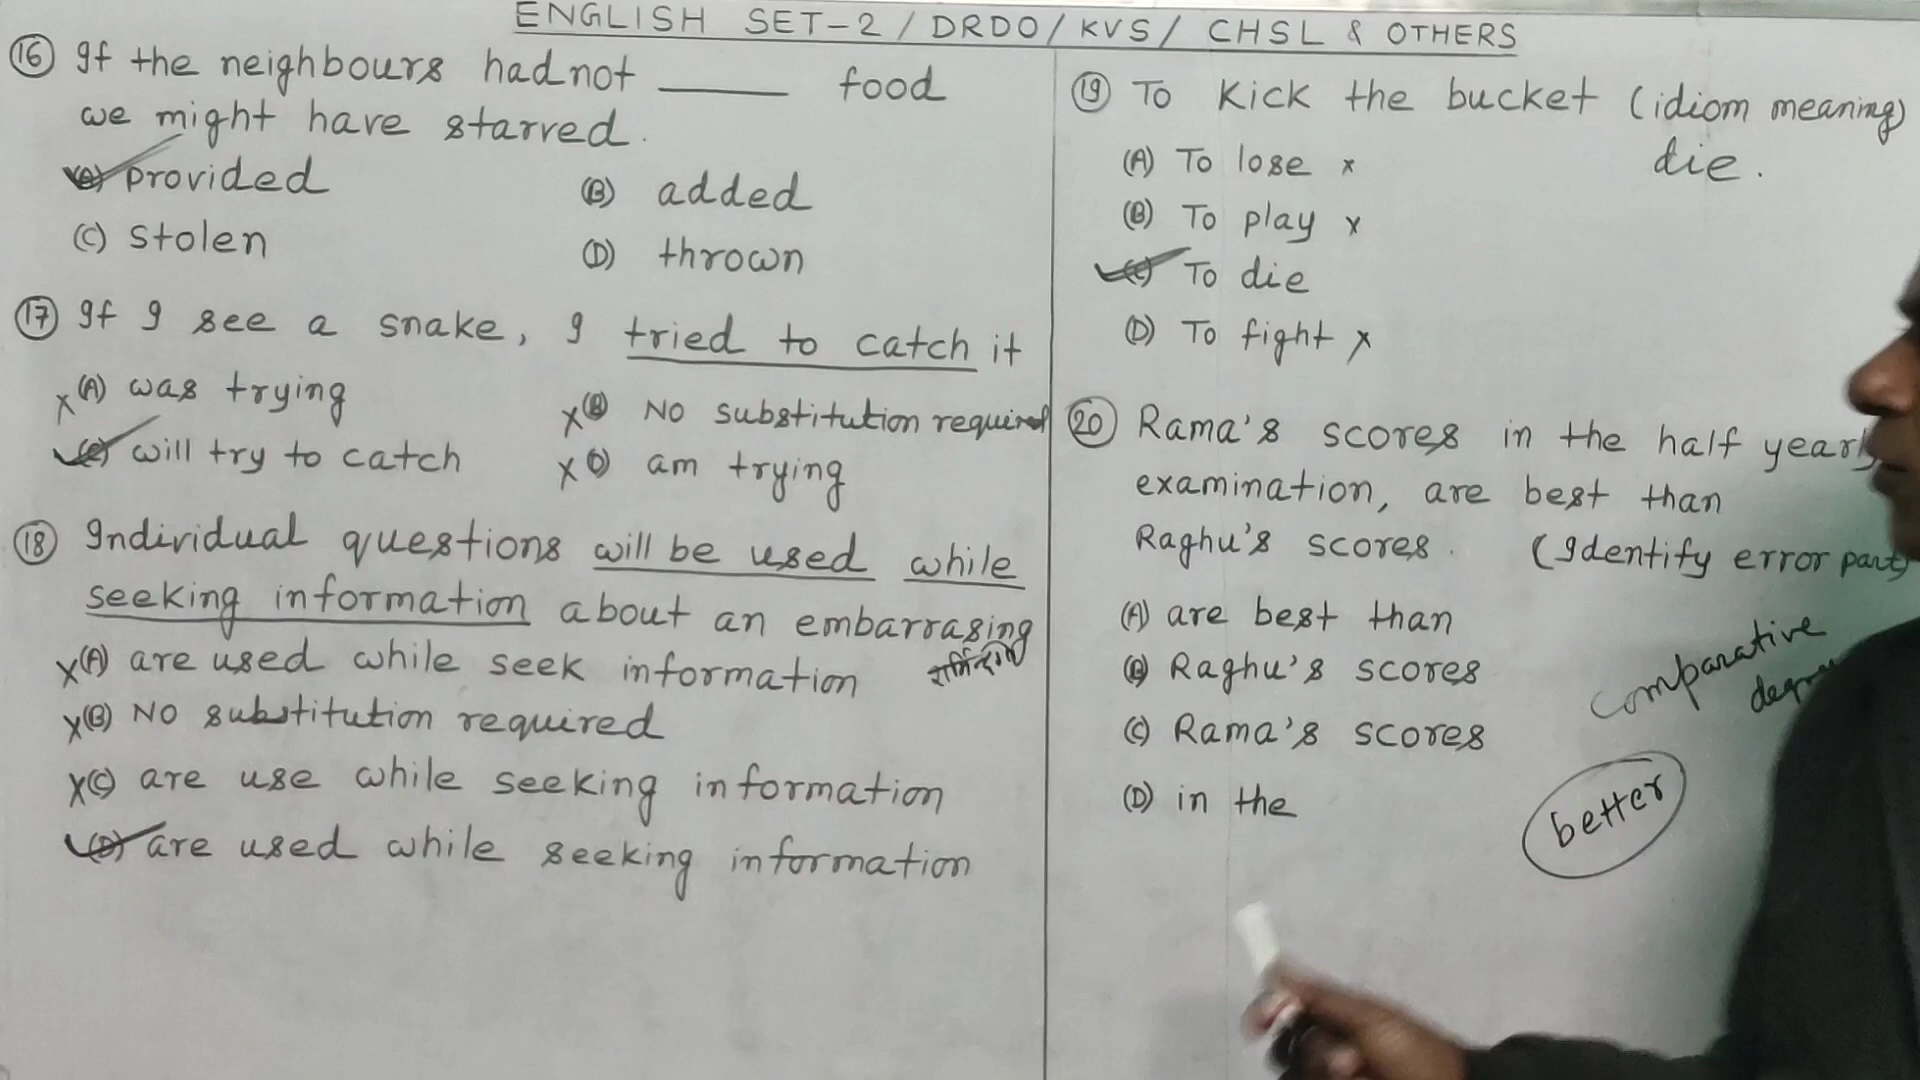 ENGLISH SET-2 / DRDO / KVS / CHSL & OTHERS
(16) If the neighbours had not ______ food
we might have starved.
(A) provided
(B) added
(C) stolen
(D) thrown
(17) If I see a snake, I tried to catch it
x (A) was trying
x (B) No substitution required
(C) will try to catch
x (D) am trying
(18) Individual questions will be used while
seeking information about an embarrasing
x (A) are used while seek information
x (B) No substitution required
x (C) are use while seeking information
(D) are used while seeking information
(19) To Kick the bucket (idiom meaning)
die.
(A) To lose x
(B) To play x
(C) To die
(D) To fight x
(20) Rama's scores in the half yearly
examination, are best than
Raghu's scores. (Identify error part)
(A) are best than
(B) Raghu's scores
(C) Rama's scores
(D) in the
comparative
better